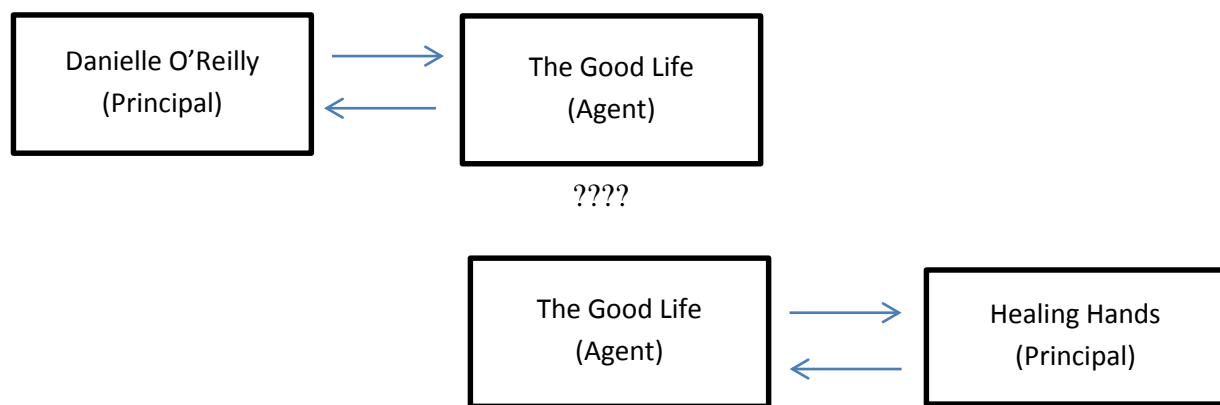 Danielle O’Reilly
(Principal)
The Good Life
(Agent)
????
The Good Life
(Agent)
Healing Hands
(Principal)